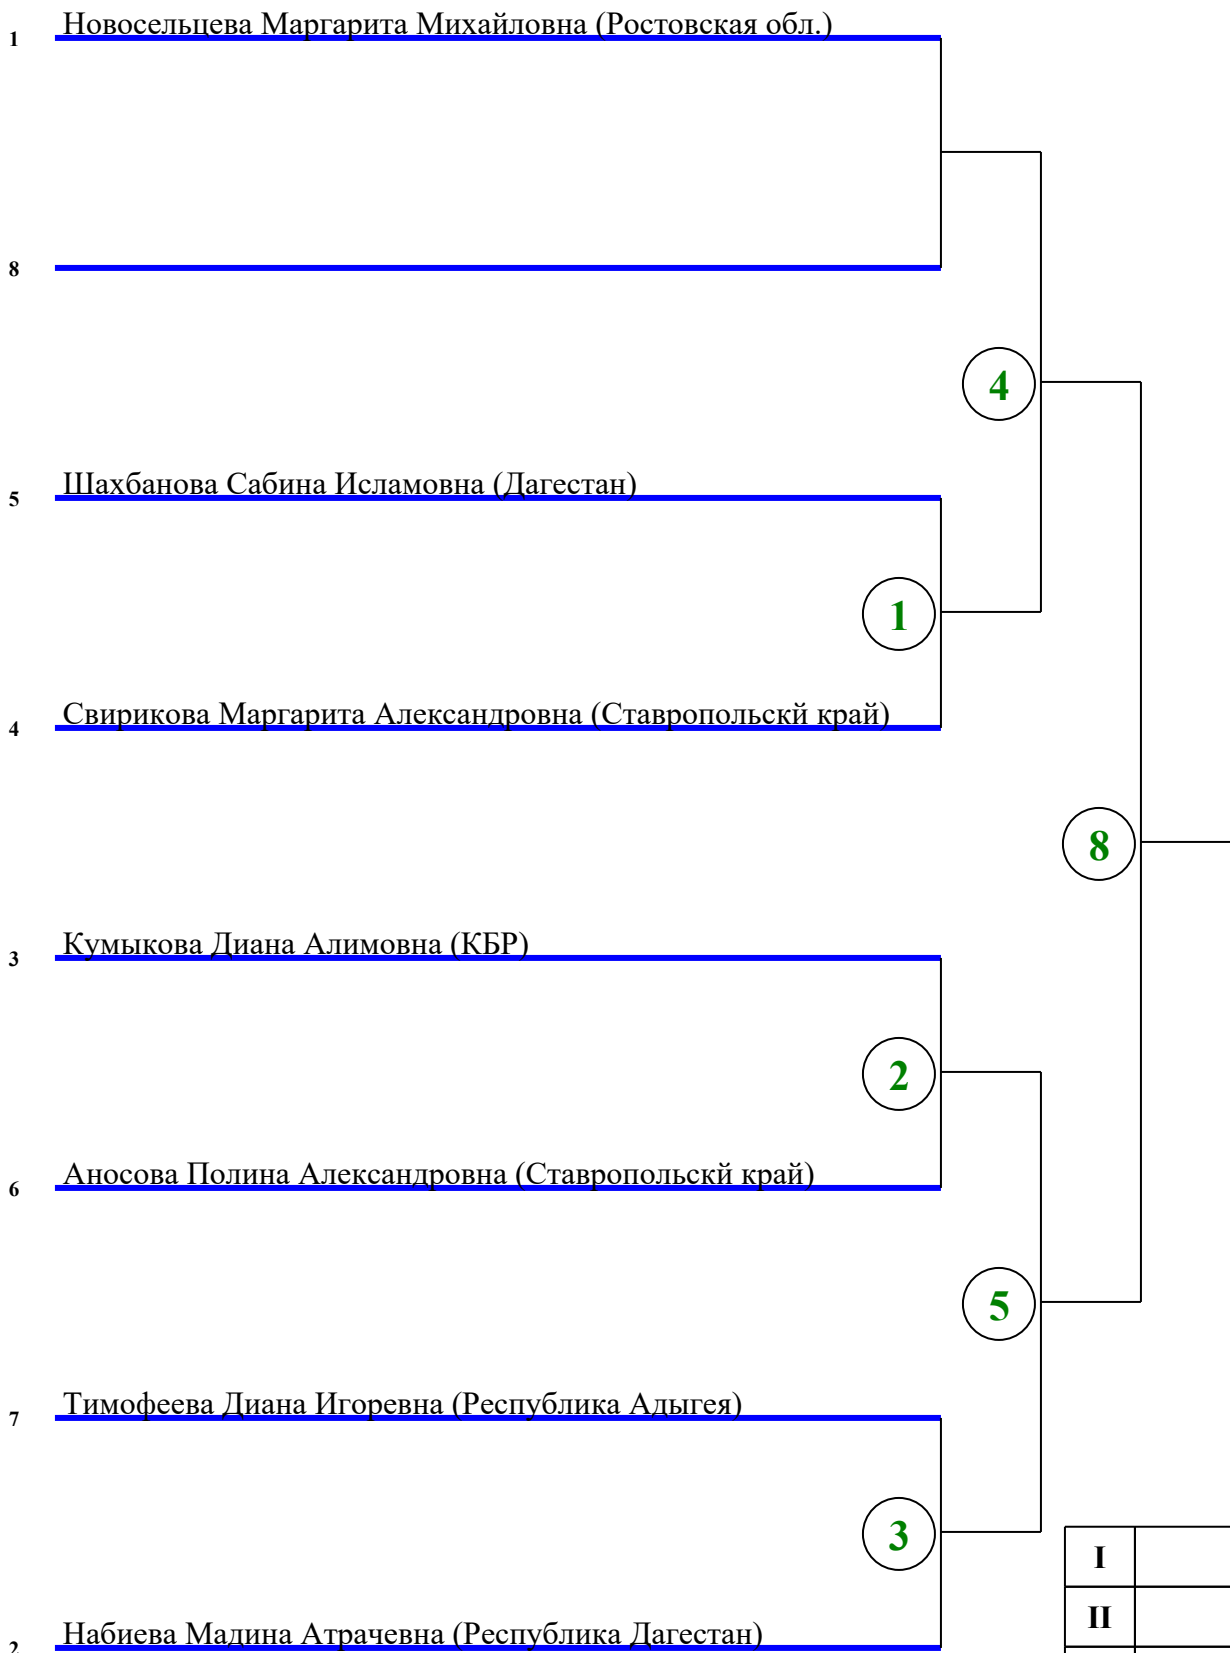 1 Новосельцева Маргарита Михайловна (Ростовская обл.)
8
4
5 Шахбанова Сабина Исламовна (Дагестан)
1
4 Свирикова Маргарита Александровна (Ставропольскй край)
8
3 Кумыкова Диана Алимовна (КБР)
2
6 Аносова Полина Александровна (Ставропольскй край)
5
7 Тимофеева Диана Игоревна (Республика Адыгея)
3
I
II
2 Набиева Мадина Атрачевна (Республика Дагестан)